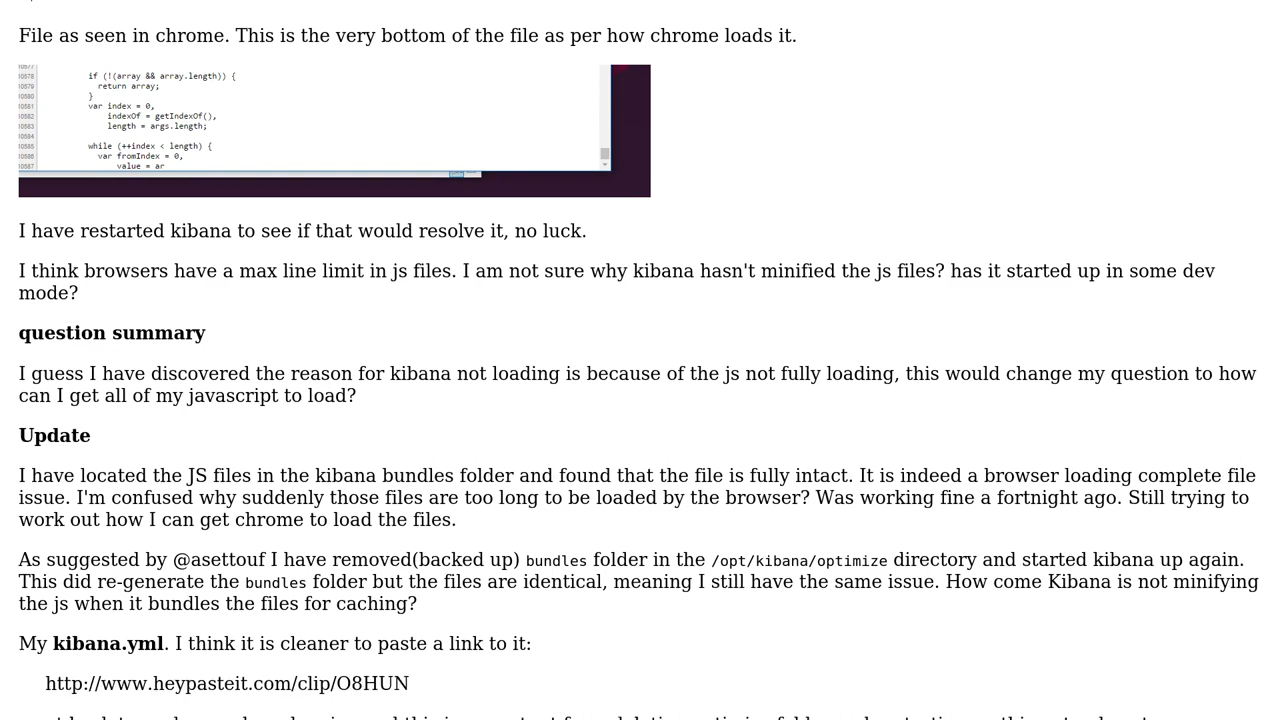 File as seen in chrome. This is the very bottom of the file as per how chrome loads it.
10577
10578 if (!(array && array.length)) {
10579 return array;
10580 }
10581 var index = 0,
10582 indexOf = getIndexOf(),
10583 length = args.length;
10584
10585 while (++index < length) {
10586 var fromIndex = 0,
10587 value = ar
I have restarted kibana to see if that would resolve it, no luck.
I think browsers have a max line limit in js files. I am not sure why kibana hasn't minified the js files? has it started up in some dev
mode?
question summary
I guess I have discovered the reason for kibana not loading is because of the js not fully loading, this would change my question to how
can I get all of my javascript to load?
Update
I have located the JS files in the kibana bundles folder and found that the file is fully intact. It is indeed a browser loading complete file
issue. I'm confused why suddenly those files are too long to be loaded by the browser? Was working fine a fortnight ago. Still trying to
work out how I can get chrome to load the files.
As suggested by @asettouf I have removed(backed up) bundles folder in the /opt/kibana/optimize directory and started kibana up again.
This did re-generate the bundles folder but the files are identical, meaning I still have the same issue. How come Kibana is not minifying
the js when it bundles the files for caching?
My kibana.yml. I think it is cleaner to paste a link to it:
http://www.heypasteit.com/clip/O8HUN